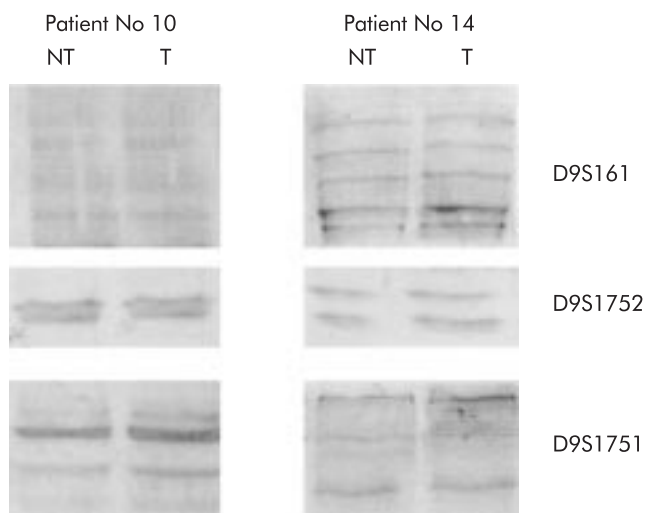 Patient No 10
Patient No 14
NT T
NT T
D9S161
D9S1752
D9S1751